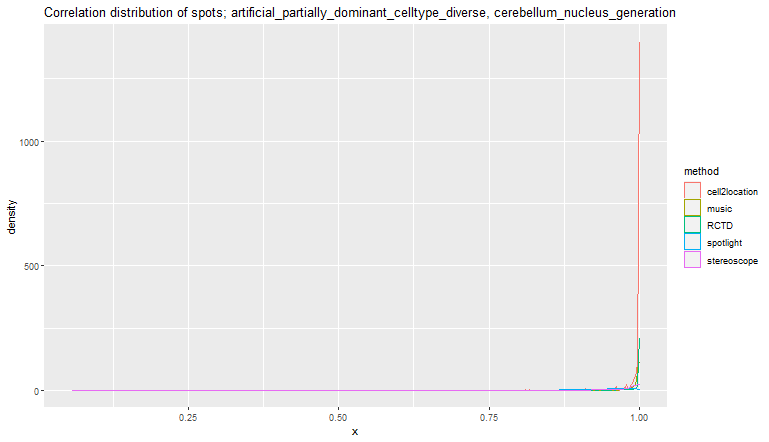 Correlation distribution of spots; artificial_partially_dominant_celltype_diverse, cerebellum_nucleus_generation
density
1000
500
0
0.25
0.50
0.75
1.00
x
method
cell2location
music
RCTD
spotlight
stereoscope